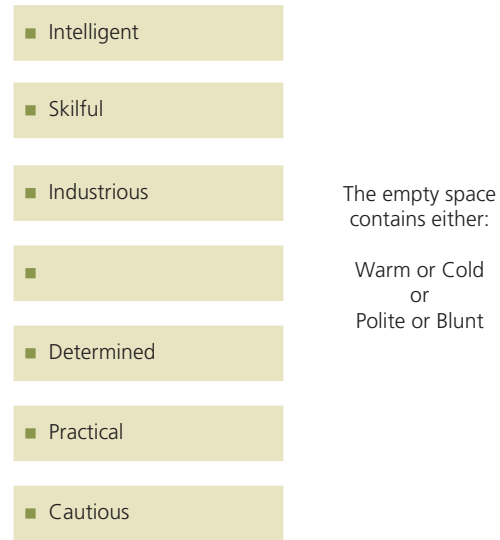 Intelligent
Skilful
Industrious
Determined
Practical
Cautious
The empty space
contains either:
Warm or Cold
or
Polite or Blunt